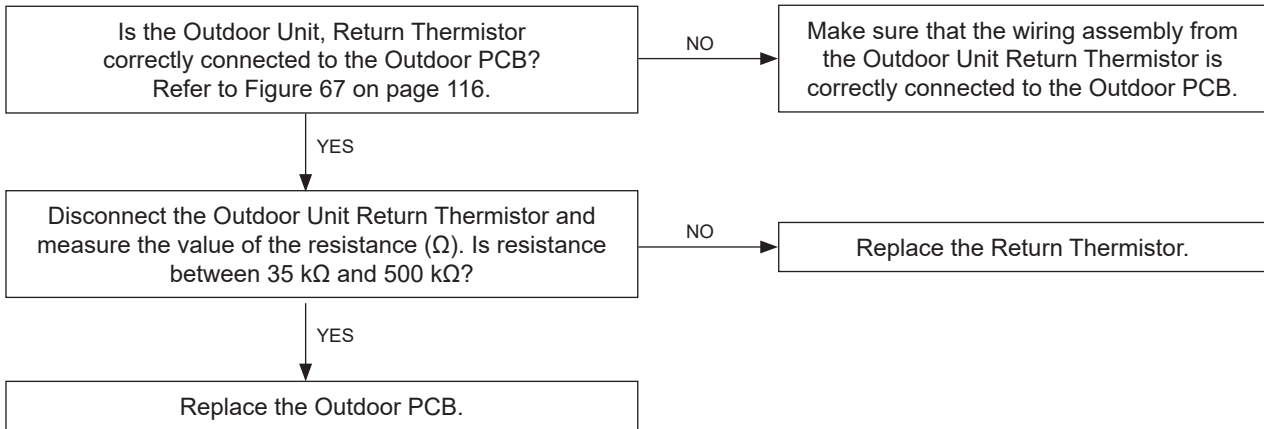 Is the Outdoor Unit, Return Thermistor
correctly connected to the Outdoor PCB?
Refer to Figure 67 on page 116.
NO
Make sure that the wiring assembly from
the Outdoor Unit Return Thermistor is
correctly connected to the Outdoor PCB.
YES
Disconnect the Outdoor Unit Return Thermistor and
measure the value of the resistance (Ω). Is resistance
between 35 kΩ and 500 kΩ?
NO
Replace the Return Thermistor.
YES
Replace the Outdoor PCB.